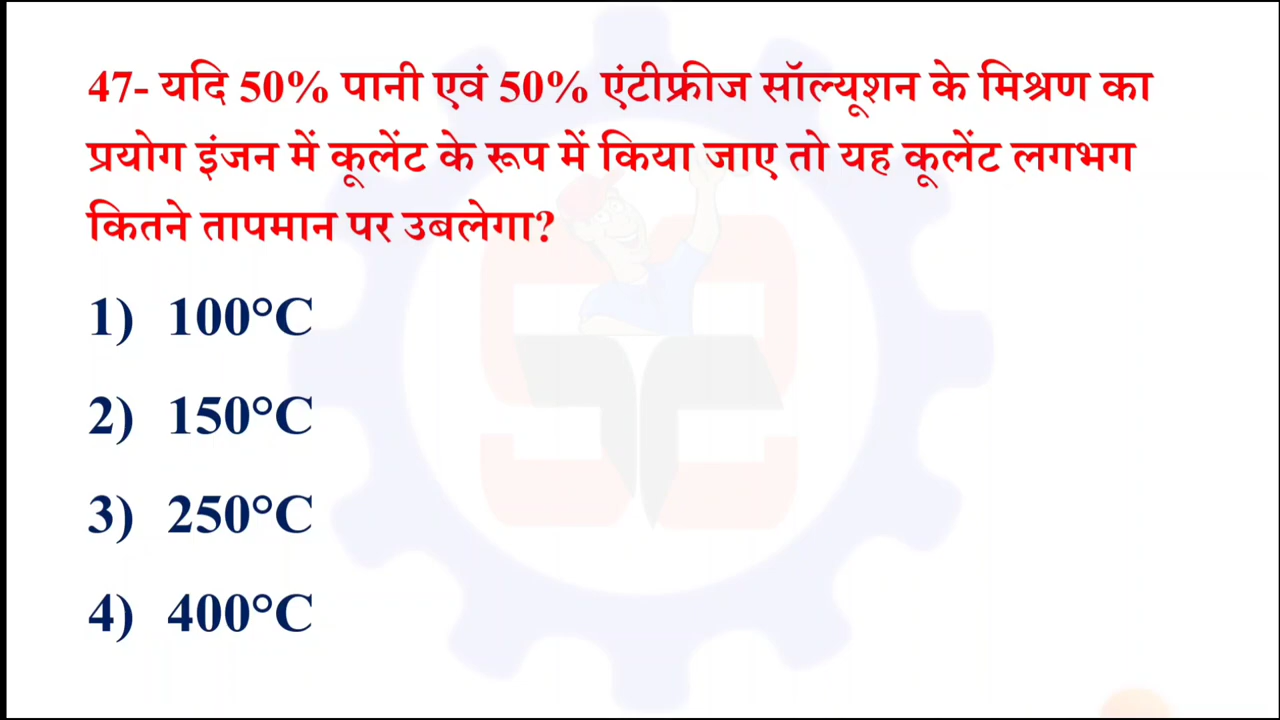 47- यदि 50% पानी एवं 50% एंटीफ्रीज सॉल्यूशन के मिश्रण का
प्रयोग इंजन में कूलेंट के रूप में किया जाए तो यह कूलेंट लगभग
कितने तापमान पर उबलेगा?
1) 100°C
2) 150°C
3) 250°C
4) 400°C